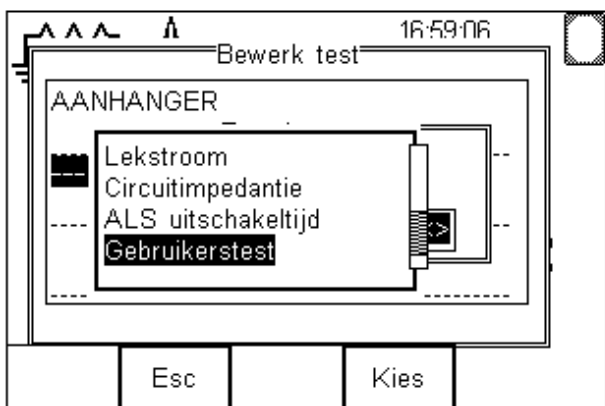 16:59:06
Bewerk test
AANHANGER
Lekstroom
Circuitimpedantie
ALS uitschakeltijd
Gebruikerstest
Esc
Kies